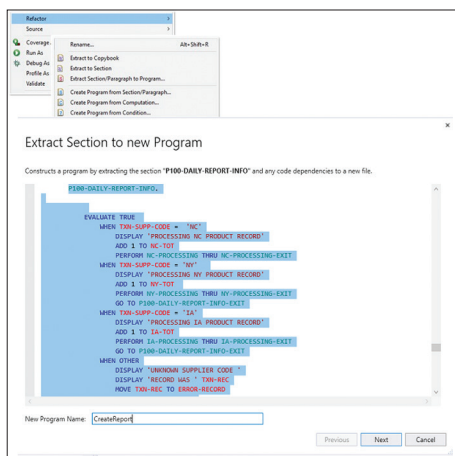 Refactor
Source
Coverage.
Run As
Debug As
Profile As
Validate
Rename... Alt+Shift+R
Extract to Copybook
Extract to Section
Extract Section/Paragraph to Program...
Create Program from Section/Paragraph...
Create Program from Computation...
Create Program from Condition...
Extract Section to new Program
Constructs a program by extracting the section "P100-DAILY-REPORT-INFO" and any code dependencies to a new file.
P100-DAILY-REPORT-INFO.
EVALUATE TRUE
WHEN TXN-SUPP-CODE = 'NC'
DISPLAY 'PROCESSING NC PRODUCT RECORD'
ADD 1 TO NC-TOT
PERFORM NC-PROCESSING THRU NC-PROCESSING-EXIT
WHEN TXN-SUPP-CODE = 'NY'
DISPLAY 'PROCESSING NY PRODUCT RECORD'
ADD 1 TO NY-TOT
PERFORM NY-PROCESSING THRU NY-PROCESSING-EXIT
GO TO P100-DAILY-REPORT-INFO-EXIT
WHEN TXN-SUPP-CODE = 'IA'
DISPLAY 'PROCESSING IA PRODUCT RECORD'
ADD 1 TO IA-TOT
PERFORM IA-PROCESSING THRU IA-PROCESSING-EXIT
GO TO P100-DAILY-REPORT-INFO-EXIT
WHEN OTHER
DISPLAY 'UNKNOWN SUPPLIER CODE '
DISPLAY 'RECORD WAS ' TXN-REC
MOVE TXN-REC TO ERROR-RECORD
New Program Name: CreateReport
Previous Next Cancel